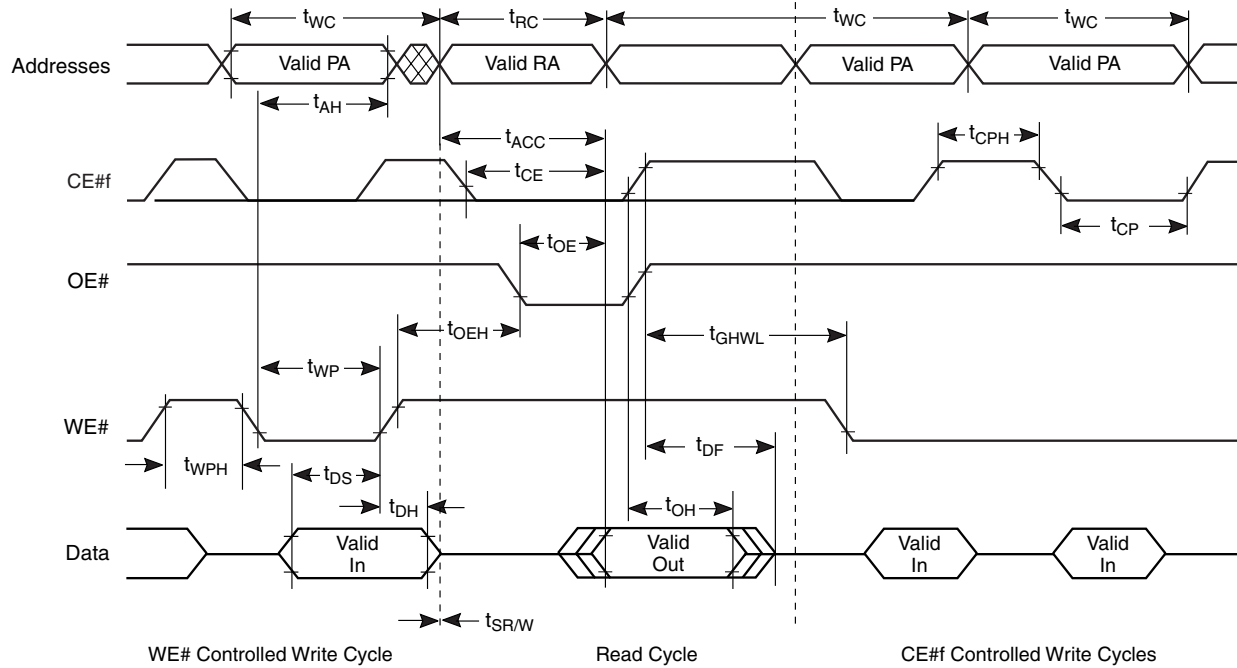 tWC tRC tWC tWC
Addresses Valid PA Valid RA Valid PA Valid PA
tAH
tACC tCPH
CE#f tCE
tCP
tOE
OE#
tOEH tGHWL
tWP
WE#
tWPH tDS tDF
tDH tOH
Data Valid In Valid Out Valid In Valid In
tSR/W
WE# Controlled Write Cycle Read Cycle CE#f Controlled Write Cycles